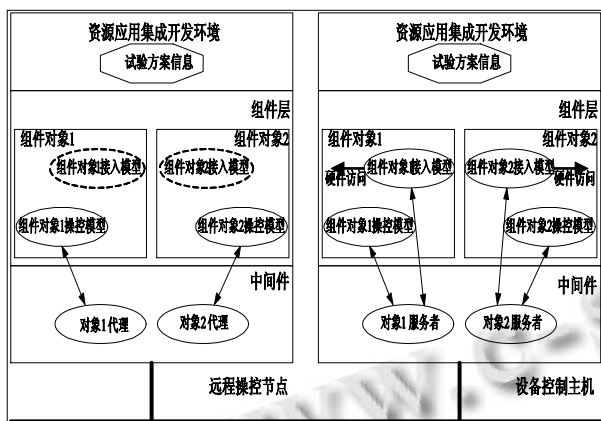 资源应用集成开发环境
试验方案信息
组件层
组件对象1
组件对象2
组件对象1接入模型
组件对象2接入模型
组件对象1操控模型
组件对象2操控模型
中间件
对象1代理
对象2代理
远程操控节点
资源应用集成开发环境
试验方案信息
组件层
组件对象1
组件对象2
组件对象1接入模型
组件对象2接入模型
硬件访问
硬件访问
组件对象1操控模型
组件对象2操控模型
中间件
对象1服务者
对象2服务者
设备控制主机